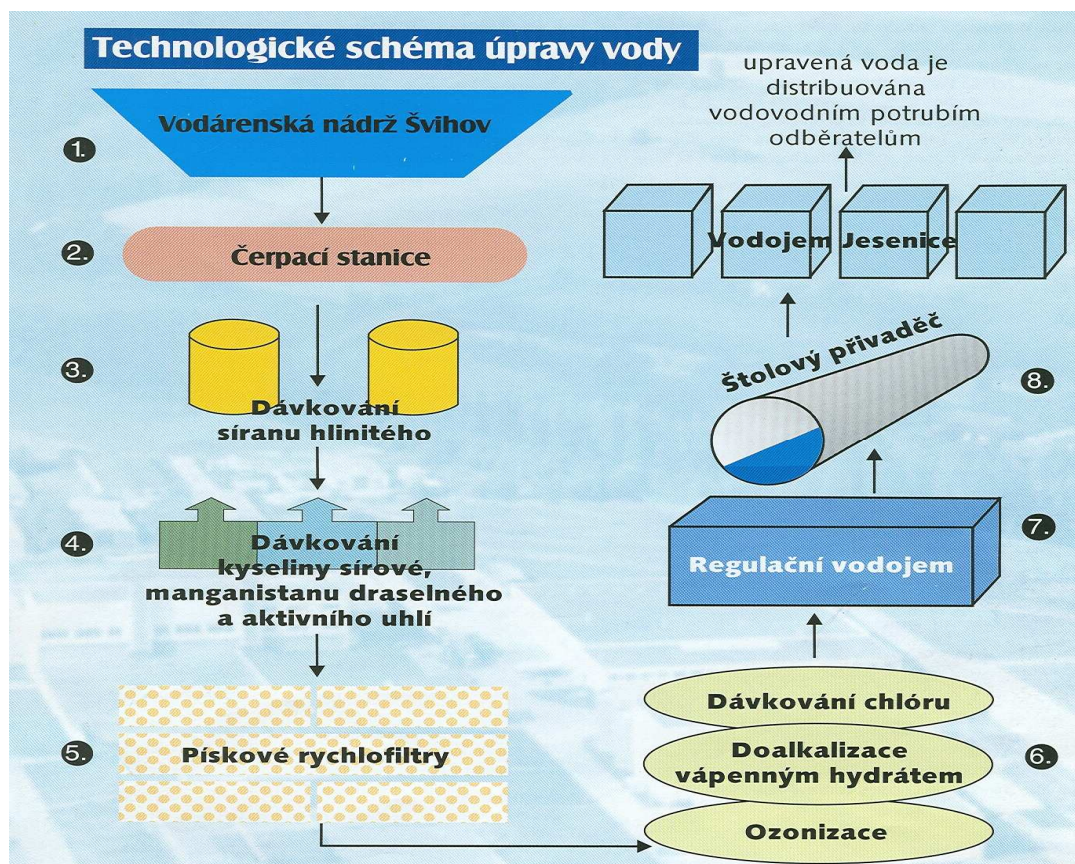 Technologické schéma úpravy vody
1.
Vodárenská nádrž Švihov
2.
Čerpací stanice
3.
Dávkování
síranu hlinitého
4.
Dávkování
kyseliny sírové,
manganistanu draselného
a aktivního uhlí
5.
Pískové rychlofiltry
Dávkování chlóru
Doalkalizace
vápenným hydrátem
6.
Ozonizace
Regulační vodojem
7.
Štolový přivaděč
8.
Vodojem Jesenice
upravená voda je
distribuována
vodovodním potrubím
odběratelům